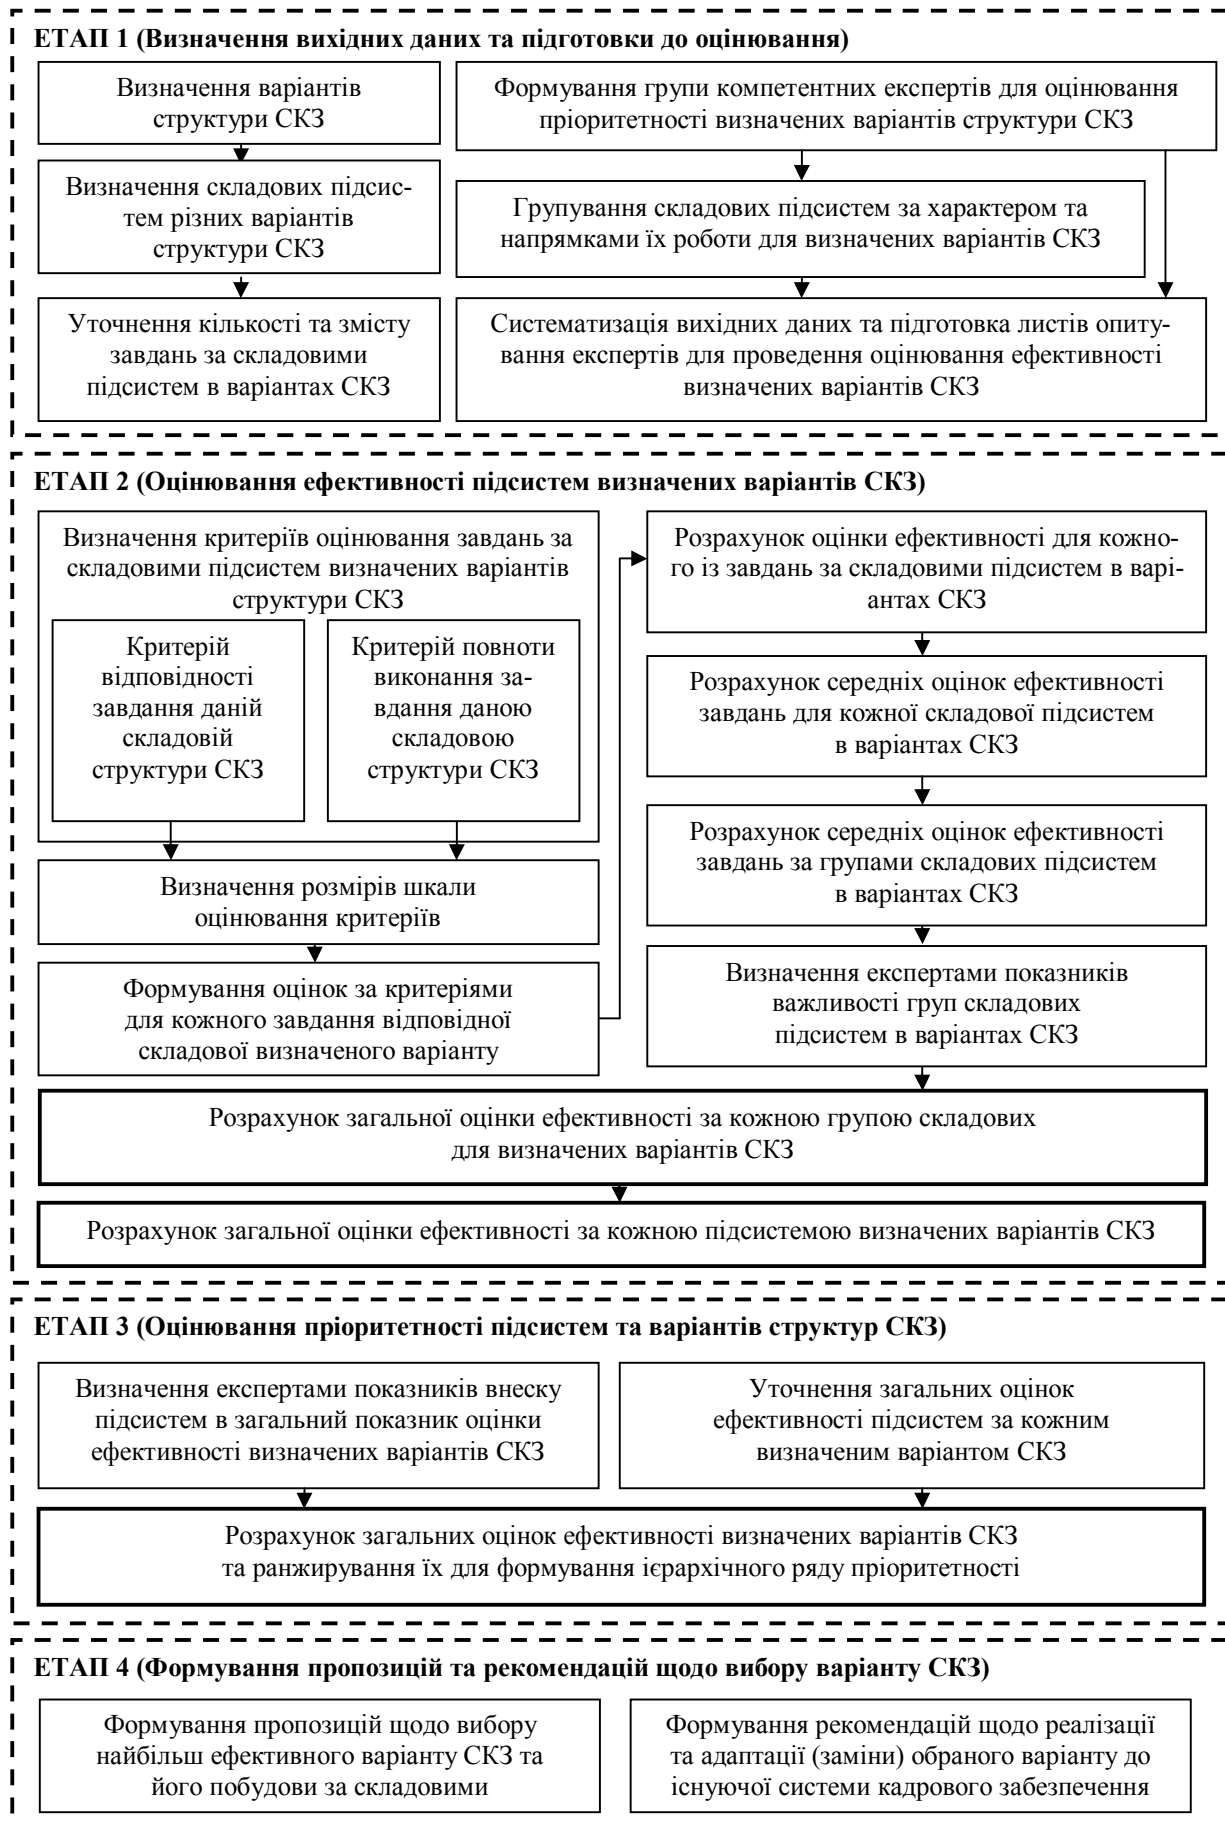 ЕТАП 1 (Визначення вихідних даних та підготовки до оцінювання)
Визначення варіантів
структури СКЗ
Визначення складових підсис-
тем різних варіантів
структури СКЗ
Уточнення кількості та змісту
завдань за складовими
підсистем в варіантах СКЗ
Формування групи компетентних експертів для оцінювання
пріоритетності визначених варіантів структури СКЗ
Групування складових підсистем за характером та
напрямками їх роботи для визначених варіантів СКЗ
Систематизація вихідних даних та підготовка листів опиту-
вання експертів для проведення оцінювання ефективності
визначених варіантів СКЗ
ЕТАП 2 (Оцінювання ефективності підсистем визначених варіантів СКЗ)
Визначення критеріїв оцінювання завдань за
складовими підсистем визначених варіантів
структури СКЗ
Критерій
відповідності
завдання даній
складовій
структури СКЗ
Критерій повноти
виконання за-
вдання даною
складовою
структури СКЗ
Визначення розмірів шкали
оцінювання критеріїв
Формування оцінок за критеріями
для кожного завдання відповідної
складової визначеного варіанту
Розрахунок оцінки ефективності для кожно-
го із завдань за складовими підсистем в варі-
антах СКЗ
Розрахунок середніх оцінок ефективності
завдань для кожної складової підсистем
в варіантах СКЗ
Розрахунок середніх оцінок ефективності
завдань за групами складових підсистем
в варіантах СКЗ
Визначення експертами показників
важливості груп складових
підсистем в варіантах СКЗ
Розрахунок загальної оцінки ефективності за кожною групою складових
для визначених варіантів СКЗ
Розрахунок загальної оцінки ефективності за кожною підсистемою визначених варіантів СКЗ
ЕТАП 3 (Оцінювання пріоритетності підсистем та варіантів структур СКЗ)
Визначення експертами показників внеску
підсистем в загальний показник оцінки
ефективності визначених варіантів СКЗ
Уточнення загальних оцінок
ефективності підсистем за кожним
визначеним варіантом СКЗ
Розрахунок загальних оцінок ефективності визначених варіантів СКЗ
та ранжирування їх для формування ієрархічного ряду пріоритетності
ЕТАП 4 (Формування пропозицій та рекомендацій щодо вибору варіанту СКЗ)
Формування пропозицій щодо вибору
найбільш ефективного варіанту СКЗ та
його побудови за складовими
Формування рекомендацій щодо реалізації
та адаптації (заміни) обраного варіанту до
існуючої системи кадрового забезпечення